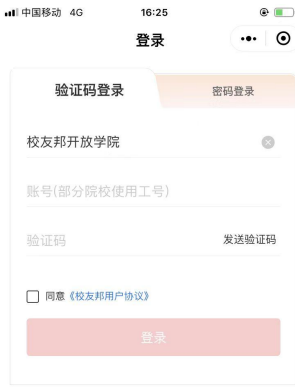 中国移动 4G 16:25
登录
验证码登录 密码登录
校友邦开放学院
账号(部分院校使用工号)
验证码 发送验证码
同意《校友邦用户协议》
登录